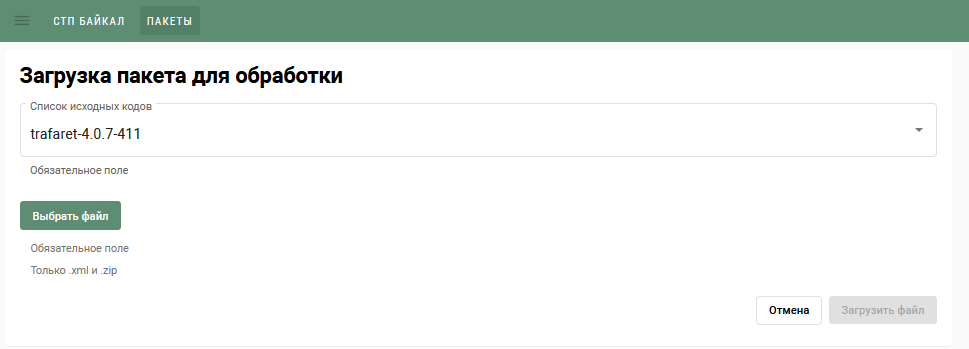 СТП БАЙКАЛ ПАКЕТЫ
Загрузка пакета для обработки
Список исходных кодов
trafaret-4.0.7-411
Обязательное поле
Выбрать файл
Обязательное поле
Только .xml и .zip
Отмена Загрузить файл